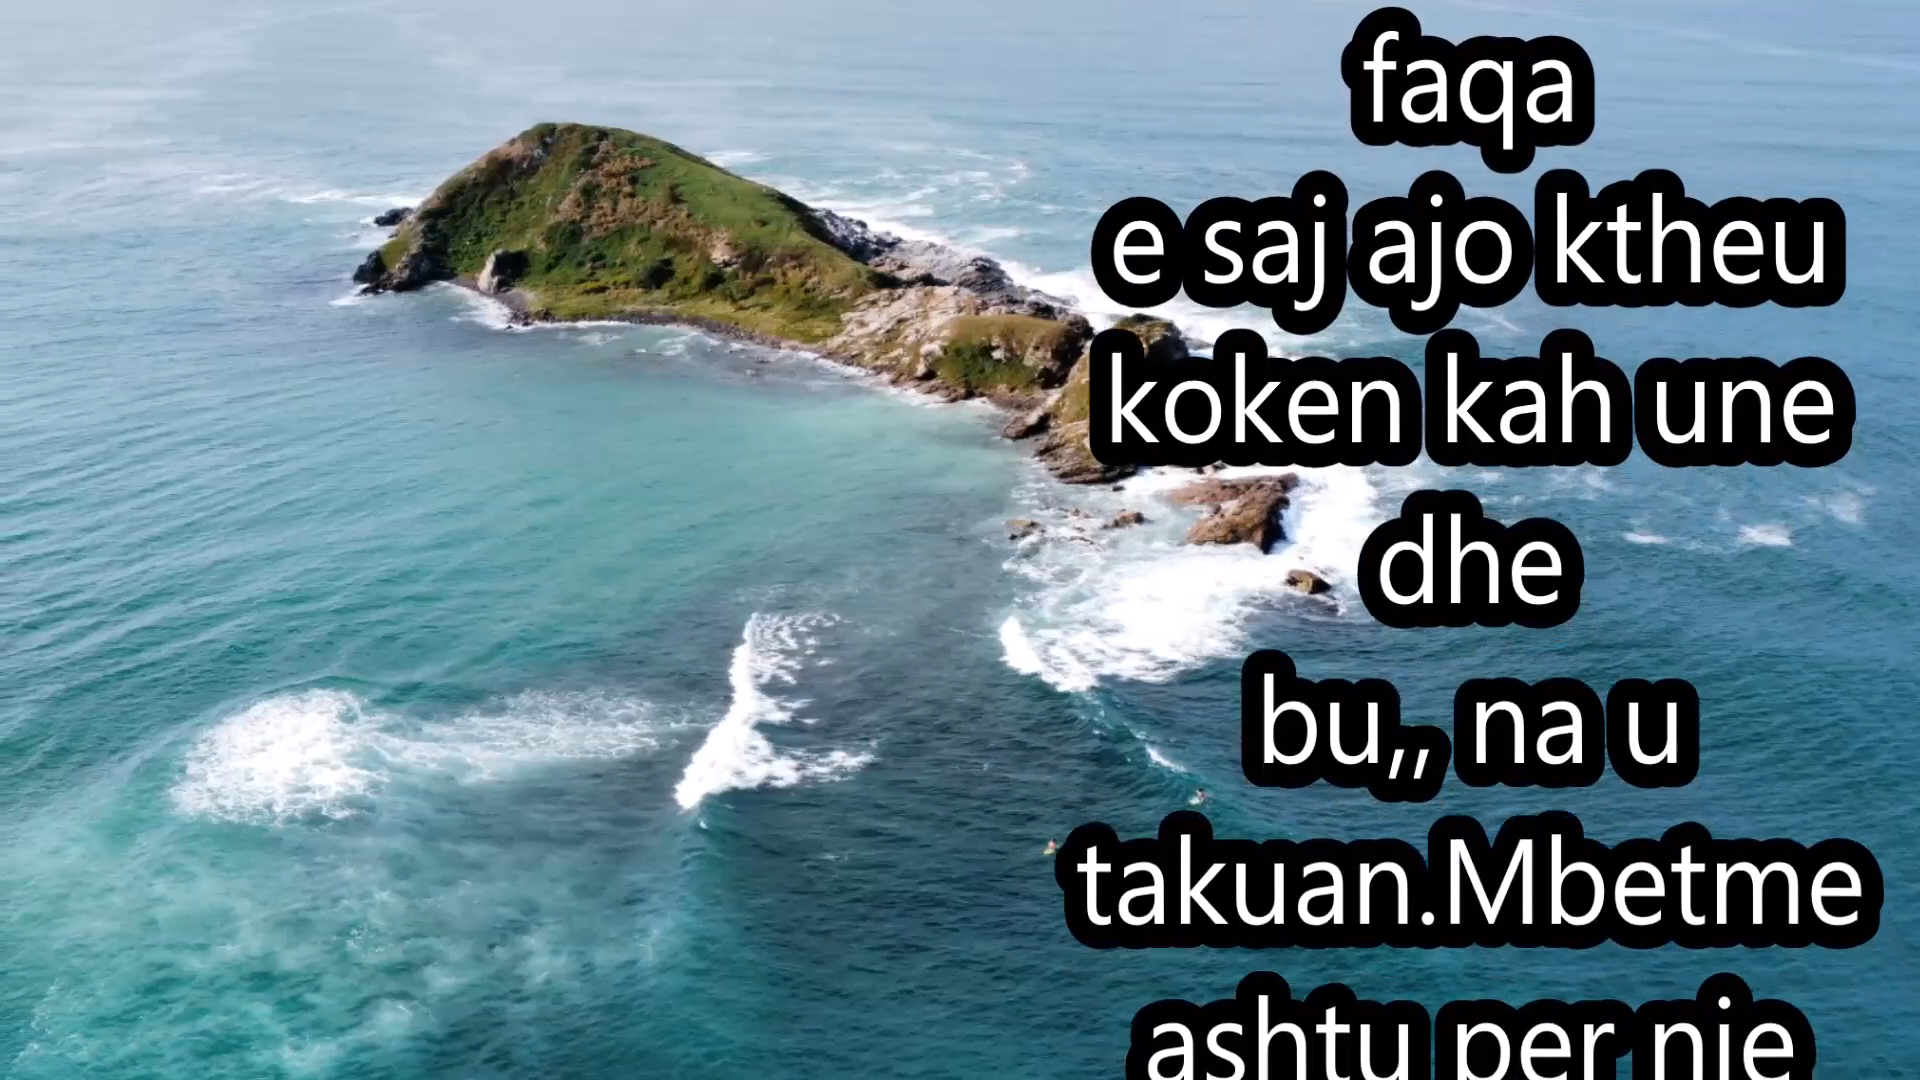 faqa
e saj ajo ktheu
koken kah une
dhe
bu,, na u
takuan.Mbetme
ashtu per nje